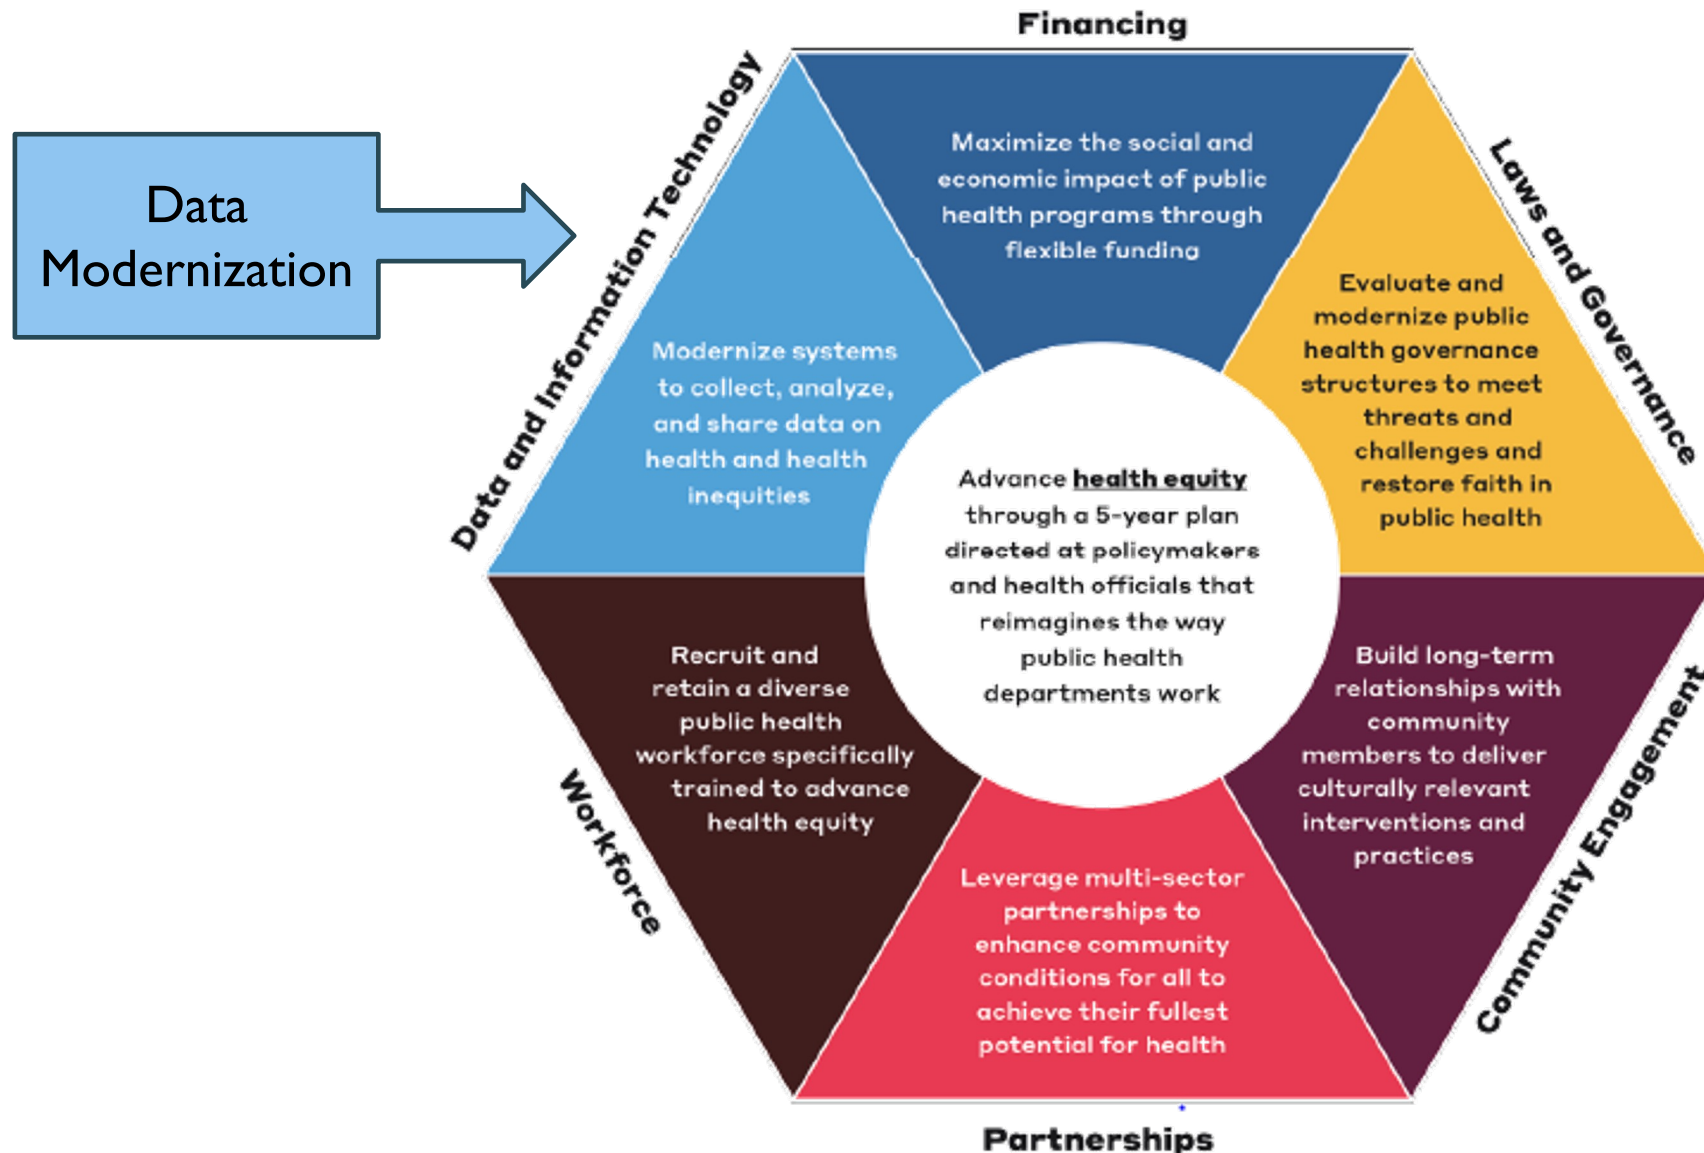 Financing
Data and Information Technology
Data
Modernization
Maximize the social and
economic impact of public
health programs through
flexible funding
Laws and Governance
Evaluate and
modernize public
health governance
structures to meet
threats and
challenges and
restore faith in
public health
Modernize systems
to collect, analyze,
and share data on
health and health
inequities
Advance health equity
through a 5-year plan
directed at policymakers
and health officials that
reimagines the way
public health
departments work
Recruit and
retain a diverse
public health
workforce specifically
trained to advance
health equity
Workforce
Build long-term
relationships with
community
members to deliver
culturally relevant
interventions and
practices
Community Engagement
Leverage multi-sector
partnerships to
enhance community
conditions for all to
achieve their fullest
potential for health
Partnerships